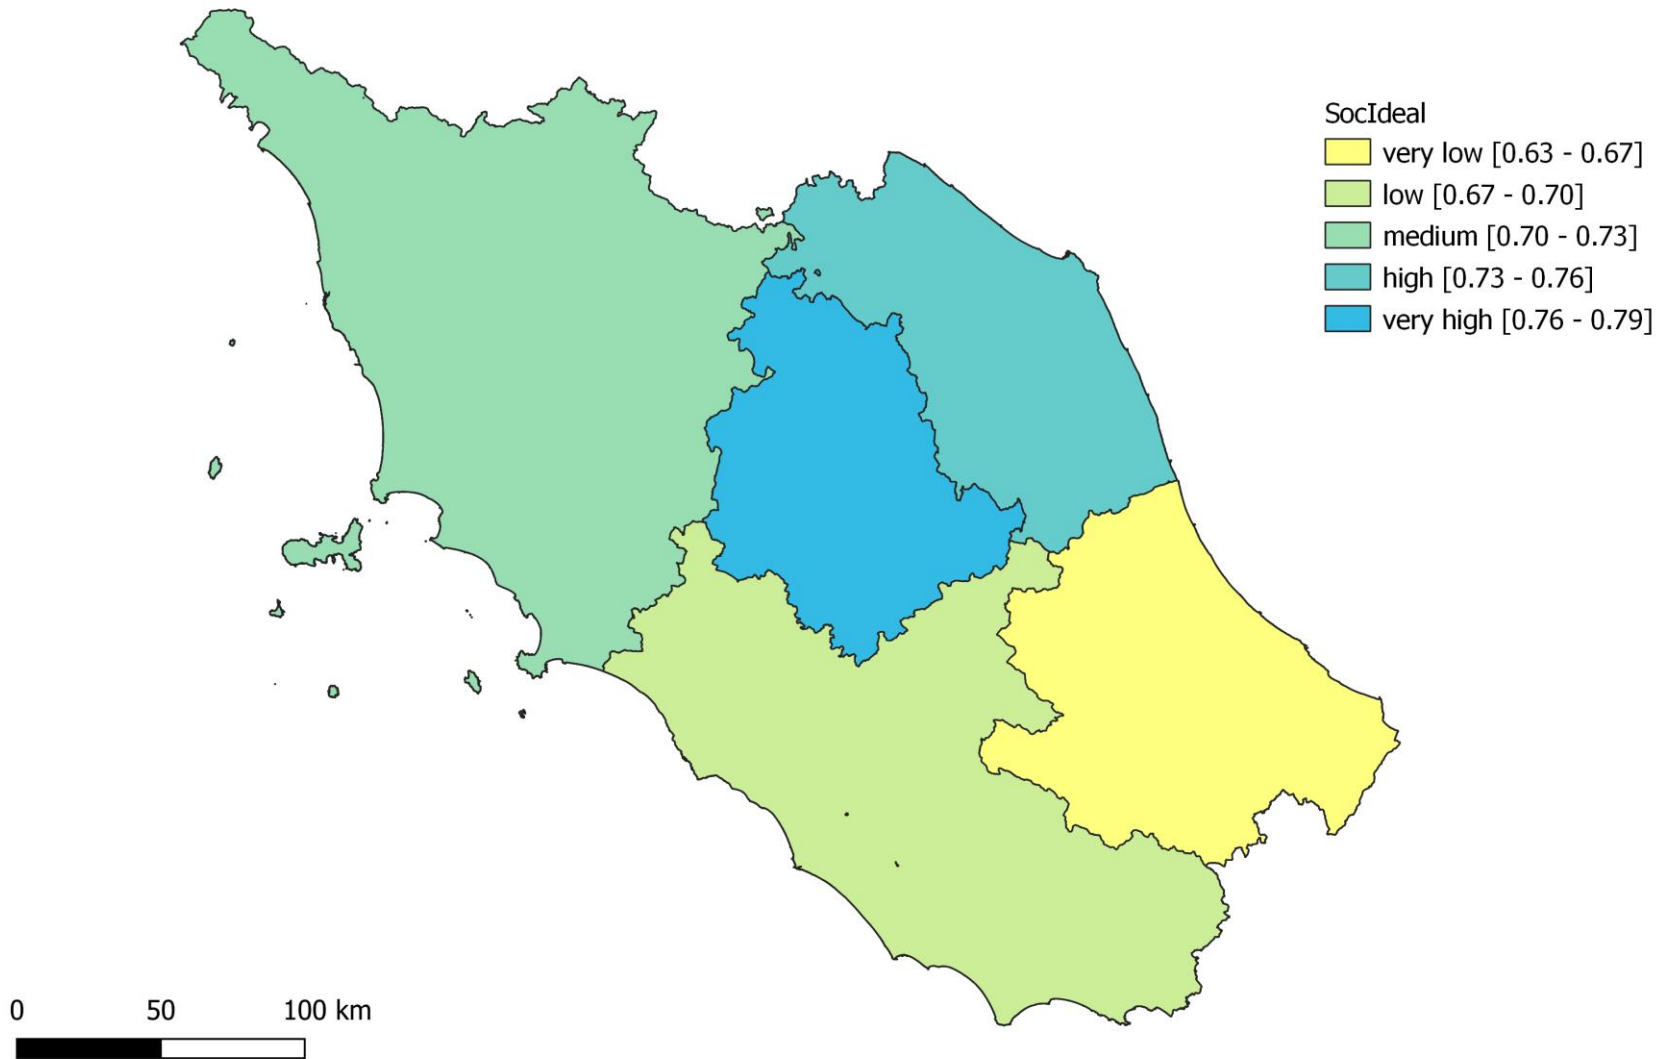 SocIdeal
very low [0.63 - 0.67]
low [0.67 - 0.70]
medium [0.70 - 0.73]
high [0.73 - 0.76]
very high [0.76 - 0.79]
0 50 100 km